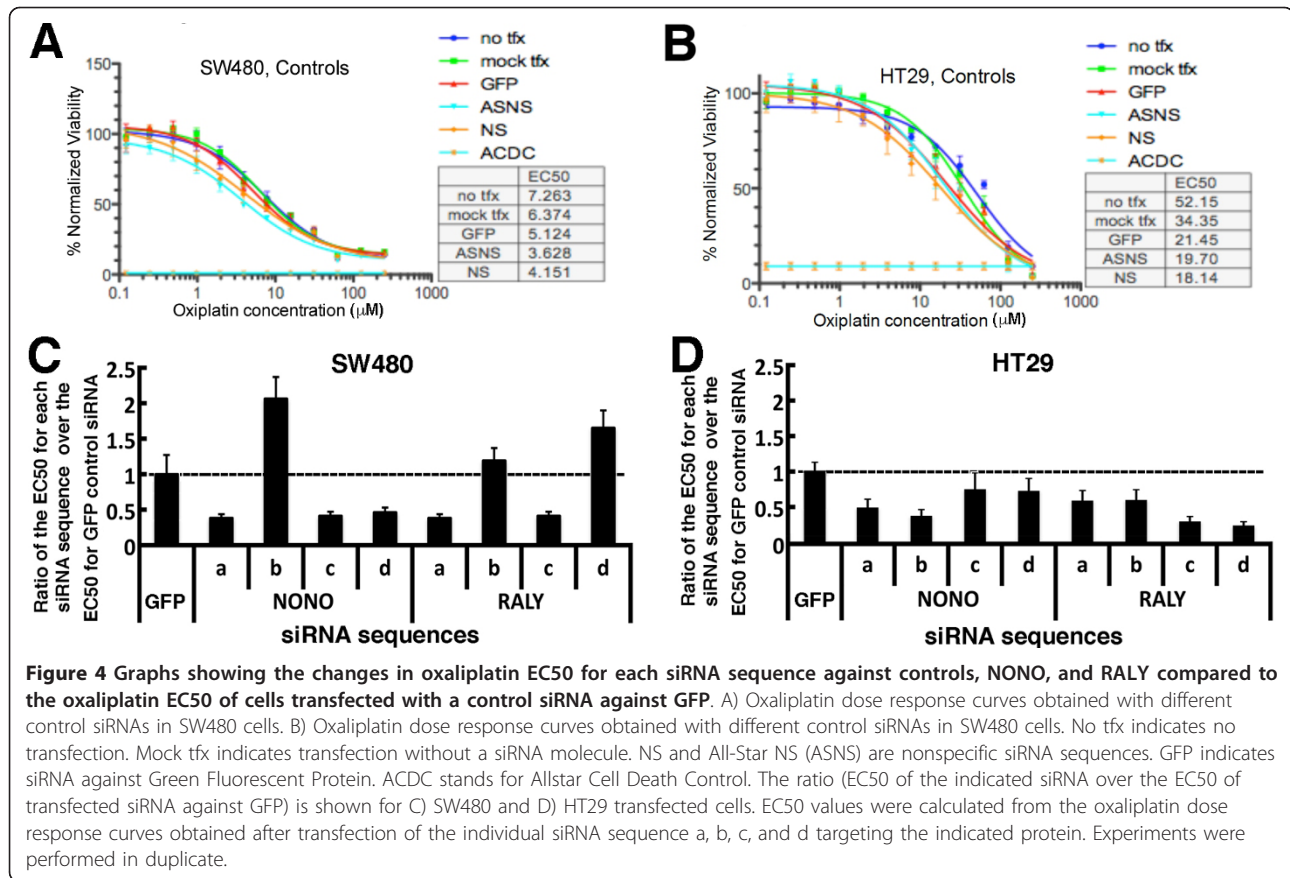 A
SW480, Controls
no tfx
mock tfx
GFP
ASNS
NS
ACDC
% Normalized Viability
150
100
50
0
0.1
1
10
100
1000
Oxiplatin concentration (µM)
EC50
no tfx 7.263
mock tfx 6.374
GFP 5.124
ASNS 3.628
NS 4.151
B
HT29, Controls
no tfx
mock tfx
GFP
ASNS
NS
ACDC
% Normalized Viability
100
50
0
0.1
1
10
100
1000
Oxiplatin concentration (µM)
EC50
no tfx 52.15
mock tfx 34.35
GFP 21.45
ASNS 19.70
NS 18.14
C
SW480
Ratio of the EC50 for each
siRNA sequence over the
EC50 for GFP control siRNA
2.5
2
1.5
1
0.5
0
a b c d a b c d
GFP NONO RALY
siRNA sequences
D
HT29
Ratio of the EC50 for each
siRNA sequence over the
EC50 for GFP control siRNA
2.5
2
1.5
1
0.5
0
a b c d a b c d
GFP NONO RALY
siRNA sequences
Figure 4 Graphs showing the changes in oxaliplatin EC50 for each siRNA sequence against controls, NONO, and RALY compared to
the oxaliplatin EC50 of cells transfected with a control siRNA against GFP. A) Oxaliplatin dose response curves obtained with different
control siRNAs in SW480 cells. B) Oxaliplatin dose response curves obtained with different control siRNAs in SW480 cells. No tfx indicates no
transfection. Mock tfx indicates transfection without a siRNA molecule. NS and All-Star NS (ASNS) are nonspecific siRNA sequences. GFP indicates
siRNA against Green Fluorescent Protein. ACDC stands for Allstar Cell Death Control. The ratio (EC50 of the indicated siRNA over the EC50 of
transfected siRNA against GFP) is shown for C) SW480 and D) HT29 transfected cells. EC50 values were calculated from the oxaliplatin dose
response curves obtained after transfection of the individual siRNA sequence a, b, c, and d targeting the indicated protein. Experiments were
performed in duplicate.